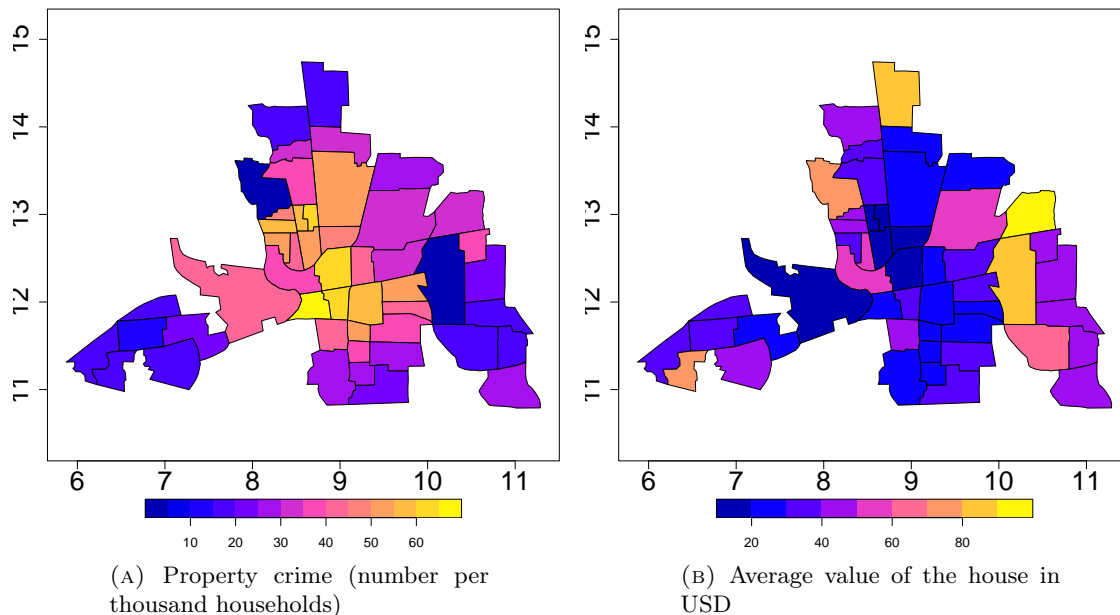 15
14
13
12
11
6 7 8 9 10 11
10 20 30 40 50 60
(A) Property crime (number per
thousand households)
15
14
13
12
11
6 7 8 9 10 11
20 40 60 80
(B) Average value of the house in
USD